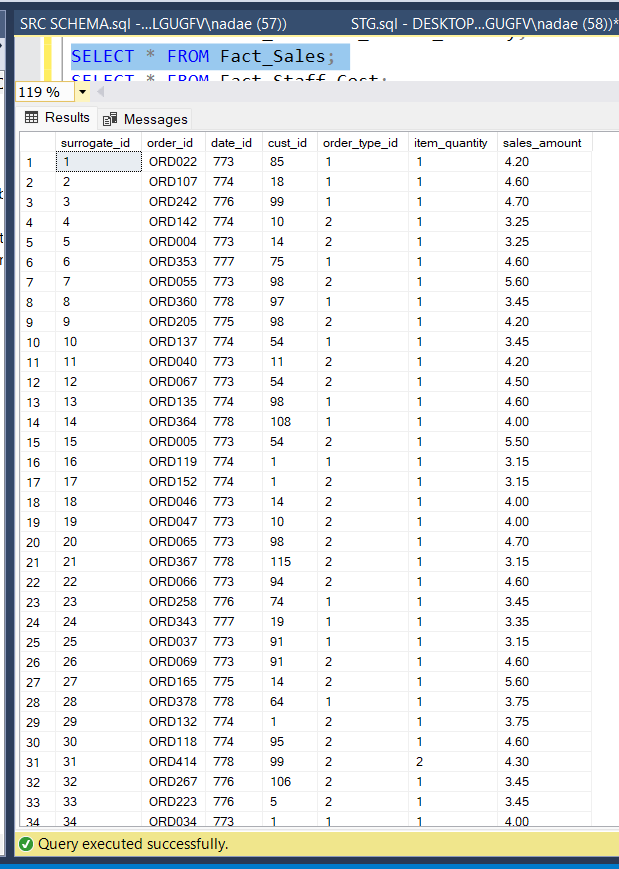 SRC SCHEMA.sql -...LGUGFV\nadae (57))    STG.sql - DESKTOP...GUGFV\nadae (58))*
SELECT * FROM Fact_Sales;
SELECT * FROM Fact_Staff_Cost;
119 %
Results    Messages
surrogate_id    order_id    date_id    cust_id    order_type_id    item_quantity    sales_amount
1    1    ORD022    773    85    1    1    4.20
2    2    ORD107    774    18    1    1    4.60
3    3    ORD242    776    99    1    1    4.70
4    4    ORD142    774    10    2    1    3.25
5    5    ORD004    773    14    2    1    3.25
6    6    ORD353    777    75    1    1    4.60
7    7    ORD055    773    98    2    1    5.60
8    8    ORD360    778    97    1    1    3.45
9    9    ORD205    775    98    2    1    4.20
10    10    ORD137    774    54    1    1    3.45
11    11    ORD040    773    11    2    1    4.20
12    12    ORD067    773    54    2    1    4.50
13    13    ORD135    774    98    1    1    4.60
14    14    ORD364    778    108    1    1    4.00
15    15    ORD005    773    54    2    1    5.50
16    16    ORD119    774    1    1    1    3.15
17    17    ORD152    774    1    2    1    3.15
18    18    ORD046    773    14    2    1    4.00
19    19    ORD047    773    10    2    1    4.00
20    20    ORD065    773    98    2    1    4.70
21    21    ORD367    778    115    2    1    3.15
22    22    ORD066    773    94    2    1    4.60
23    23    ORD258    776    74    1    1    3.45
24    24    ORD343    777    19    1    1    3.35
25    25    ORD037    773    91    1    1    3.15
26    26    ORD069    773    91    2    1    4.60
27    27    ORD165    775    14    2    1    5.60
28    28    ORD378    778    64    1    1    3.75
29    29    ORD132    774    1    2    1    3.75
30    30    ORD118    774    95    2    1    4.60
31    31    ORD414    778    99    2    2    4.30
32    32    ORD267    776    106    2    1    3.45
33    33    ORD223    776    5    2    1    3.45
34    34    ORD034    773    1    1    1    4.00
Query executed successfully.